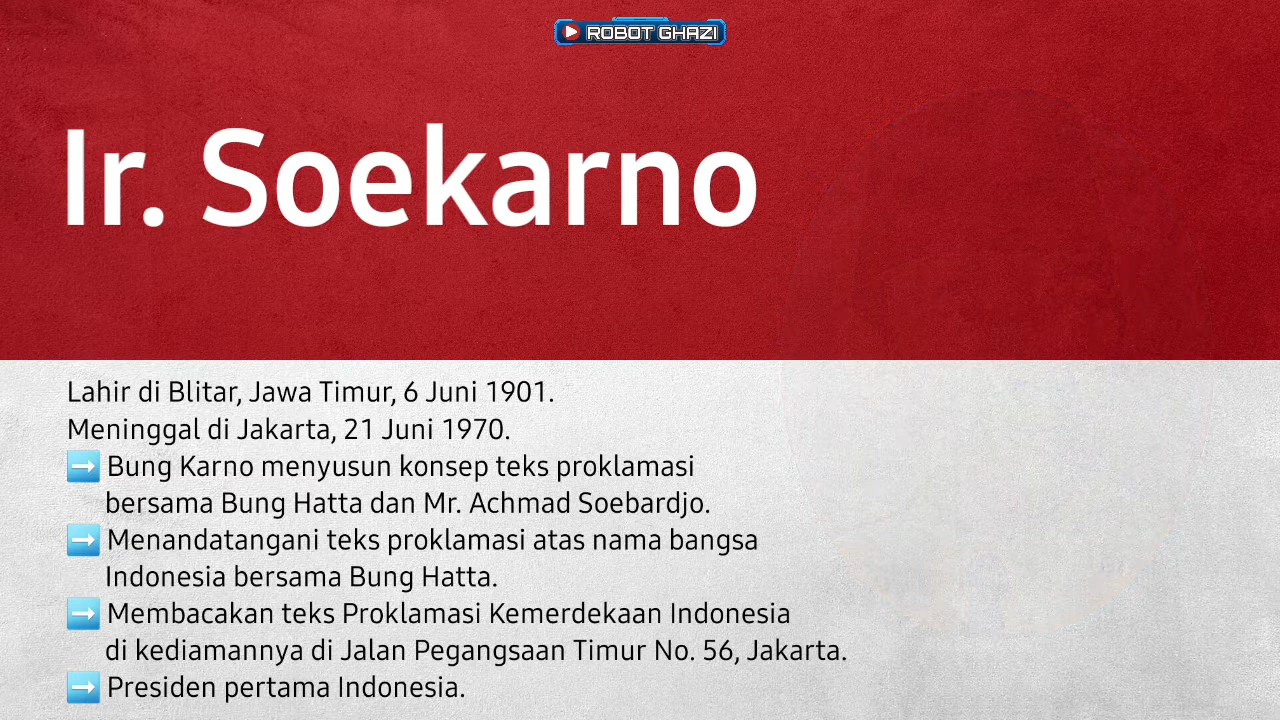 ROBOT GHAZI
Ir. Soekarno
Lahir di Blitar, Jawa Timur, 6 Juni 1901.
Meninggal di Jakarta, 21 Juni 1970.
➡️ Bung Karno menyusun konsep teks proklamasi
bersama Bung Hatta dan Mr. Achmad Soebardjo.
➡️ Menandatangani teks proklamasi atas nama bangsa
Indonesia bersama Bung Hatta.
➡️ Membacakan teks Proklamasi Kemerdekaan Indonesia
di kediamannya di Jalan Pegangsaan Timur No. 56, Jakarta.
➡️ Presiden pertama Indonesia.